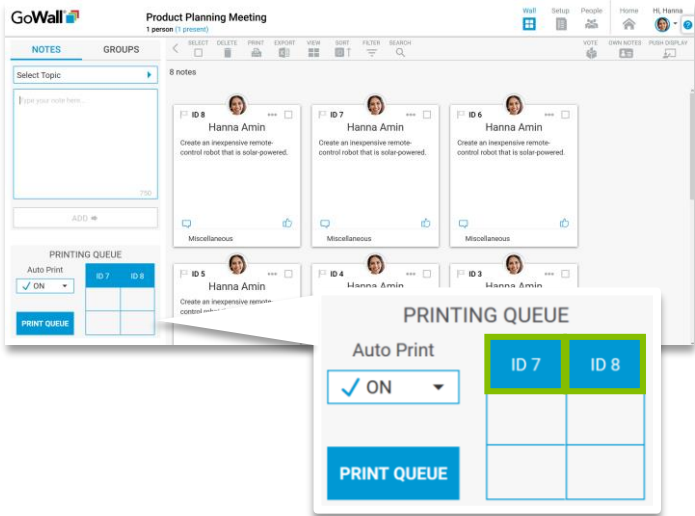 GoWall
Product Planning Meeting
1 person (1 present)
Wall Setup People Home Hi, Hanna
?
NOTES GROUPS
SELECT DELETE PRINT EXPORT VIEW SORT FILTER SEARCH VOTE OWN NOTES PUSH DISPLAY
Select Topic
8 notes
Type your note here...
750
ADD
ID 8
Hanna Amin
Create an inexpensive remote-
control robot that is solar-powered.
Miscellaneous
ID 7
Hanna Amin
Create an inexpensive remote-
control robot that is solar-powered.
Miscellaneous
ID 6
Hanna Amin
Create an inexpensive remote-
control robot that is solar-powered.
Miscellaneous
PRINTING QUEUE
Auto Print
ON
ID 7 ID 8
PRINT QUEUE
ID 5
Hanna Amin
Create an inexpensive remote-
ID 4
Hanna Amin
ID 3
Hanna Amin
PRINTING QUEUE
Auto Print
ON
ID 7 ID 8
PRINT QUEUE